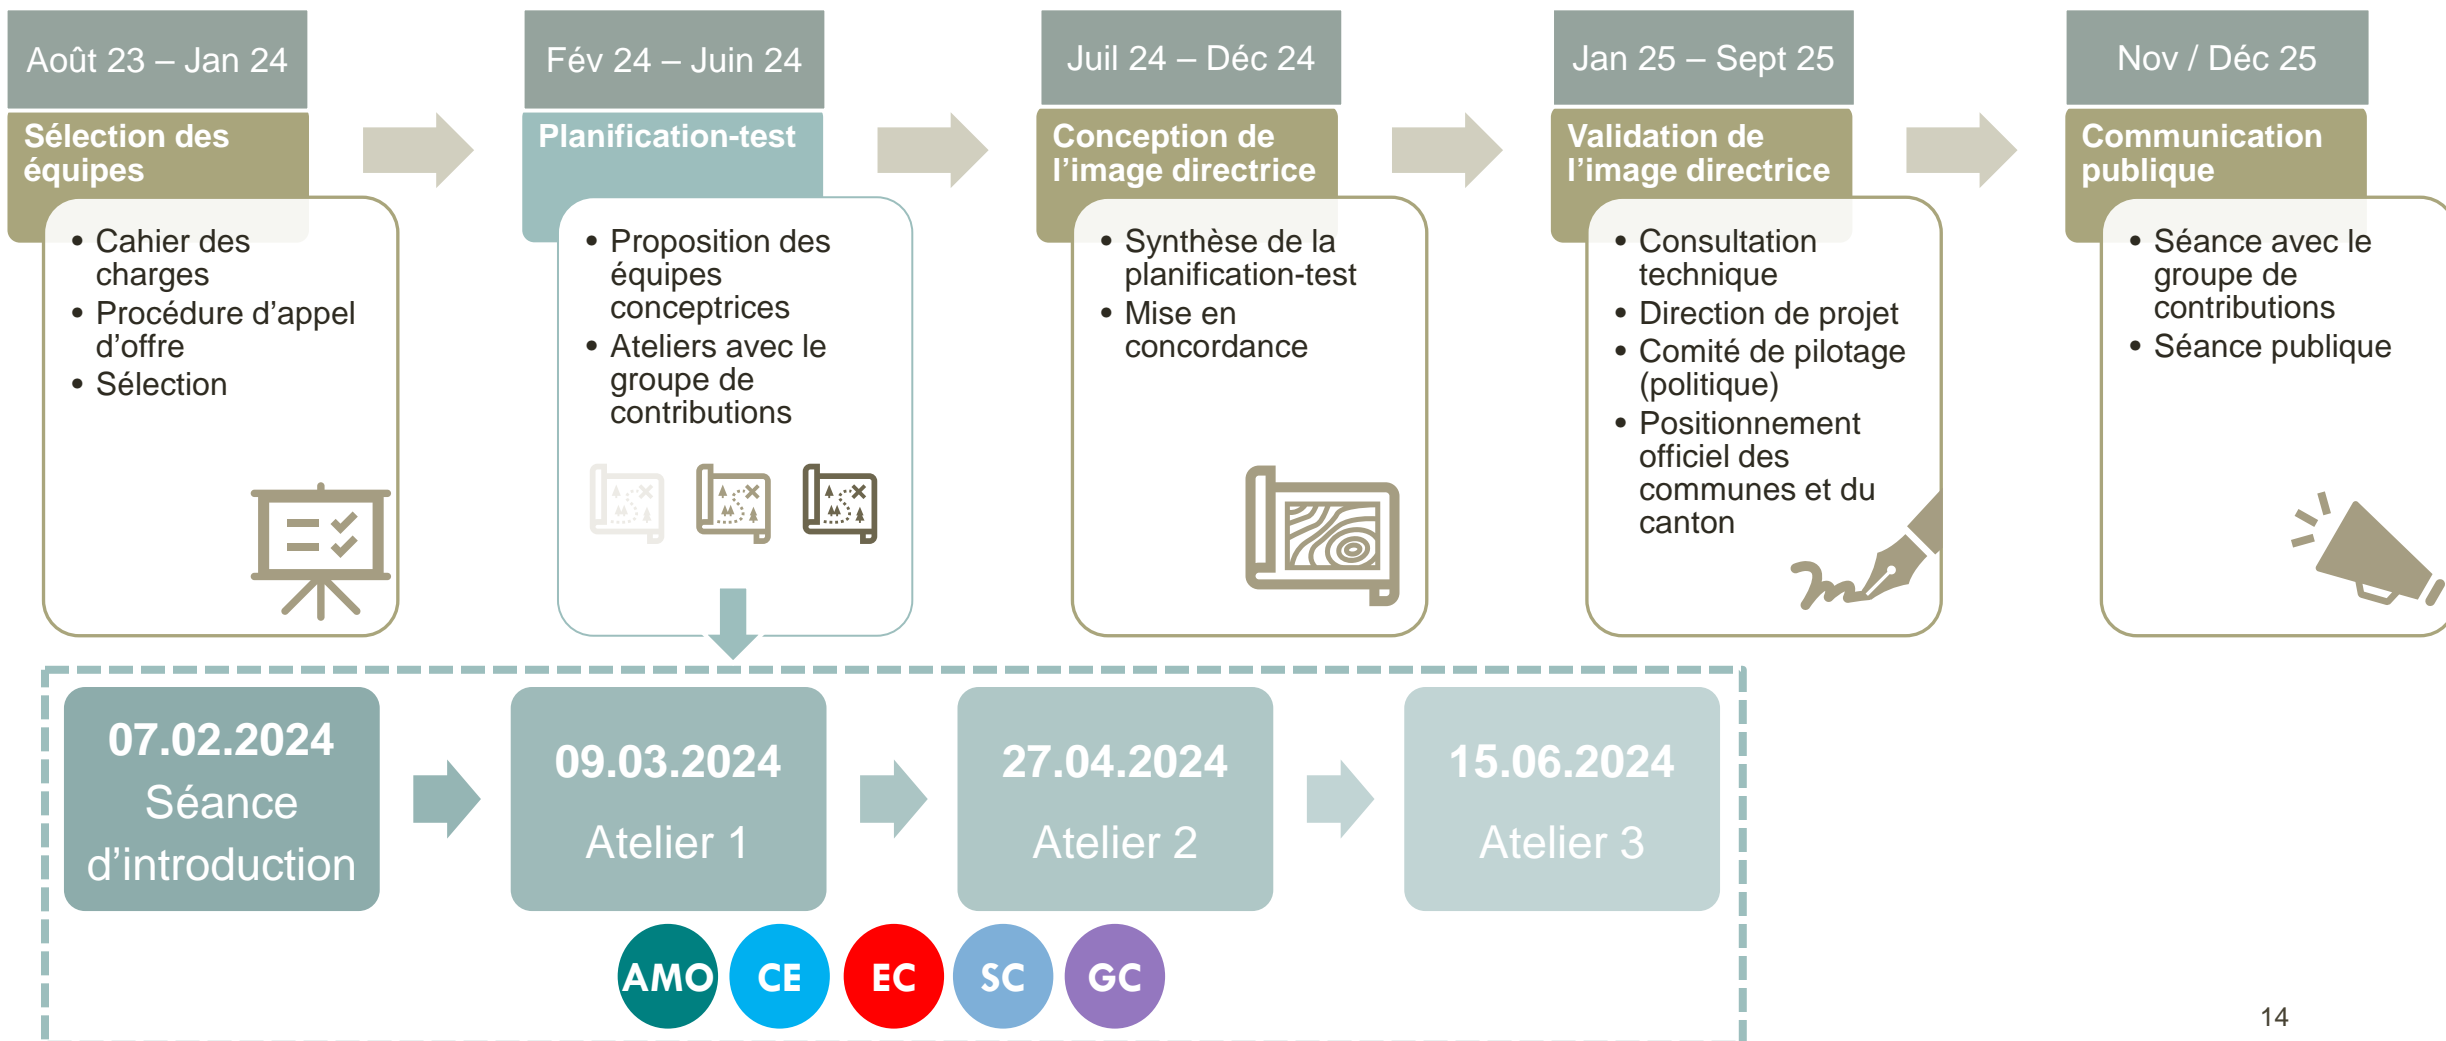 Août 23 – Jan 24
Sélection des
équipes
• Cahier des
charges
• Procédure d’appel
d’offre
• Sélection
Fév 24 – Juin 24
Planification-test
• Proposition des
équipes
conceptrices
• Ateliers avec le
groupe de
contributions
Juil 24 – Déc 24
Conception de
l’image directrice
• Synthèse de la
planification-test
• Mise en
concordance
Jan 25 – Sept 25
Validation de
l’image directrice
• Consultation
technique
• Direction de projet
• Comité de pilotage
(politique)
• Positionnement
officiel des
communes et du
canton
Nov / Déc 25
Communication
publique
• Séance avec le
groupe de
contributions
• Séance publique
07.02.2024
Séance
d’introduction
09.03.2024
Atelier 1
27.04.2024
Atelier 2
15.06.2024
Atelier 3
AMO
CE
EC
SC
GC
14